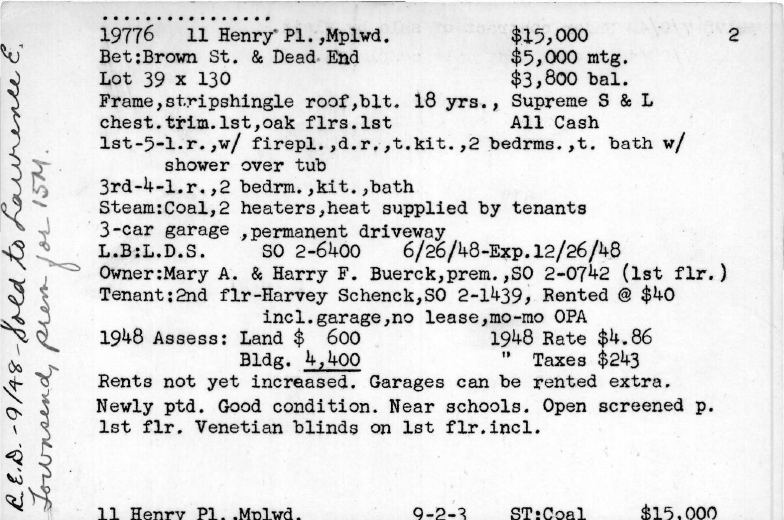 19776 11 Henry Pl.,Mplwd. $15,000 2
Bet:Brown St. & Dead End $5,000 mtg.
Lot 39 x 130 $3,800 bal.
Frame,stripshingle roof,blt. 18 yrs., Supreme S & L
chest.trim.lst,oak flrs.lst All Cash
lst-5-l.r.,w/ firepl.,d.r.,t.kit.,2 bedrms.,t. bath w/
shower over tub
3rd-4-l.r.,2 bedrm.,kit.,bath
Steam:Coal,2 heaters,heat supplied by tenants
3-car garage ,permanent driveway
L.B:L.D.S. SO 2-6400 6/26/48-Exp.12/26/48
Owner:Mary A. & Harry F. Buerck,prem.,SO 2-0742 (lst flr.)
Tenant:2nd flr-Harvey Schenck,SO 2-1439, Rented @ $40
incl.garage,no lease,mo-mo OPA
1948 Assess: Land $ 600 1948 Rate $4.86
Bldg. 4,400 " Taxes $243
Rents not yet increased. Garages can be rented extra.
Newly ptd. Good condition. Near schools. Open screened p.
lst flr. Venetian blinds on lst flr.incl.
11 Henry Pl.,Mplwd. 9-2-3 ST:Coal $15,000
R.E.D. - 9/48 - Sold to Lawrence E.
Townsend, prem for 15M.